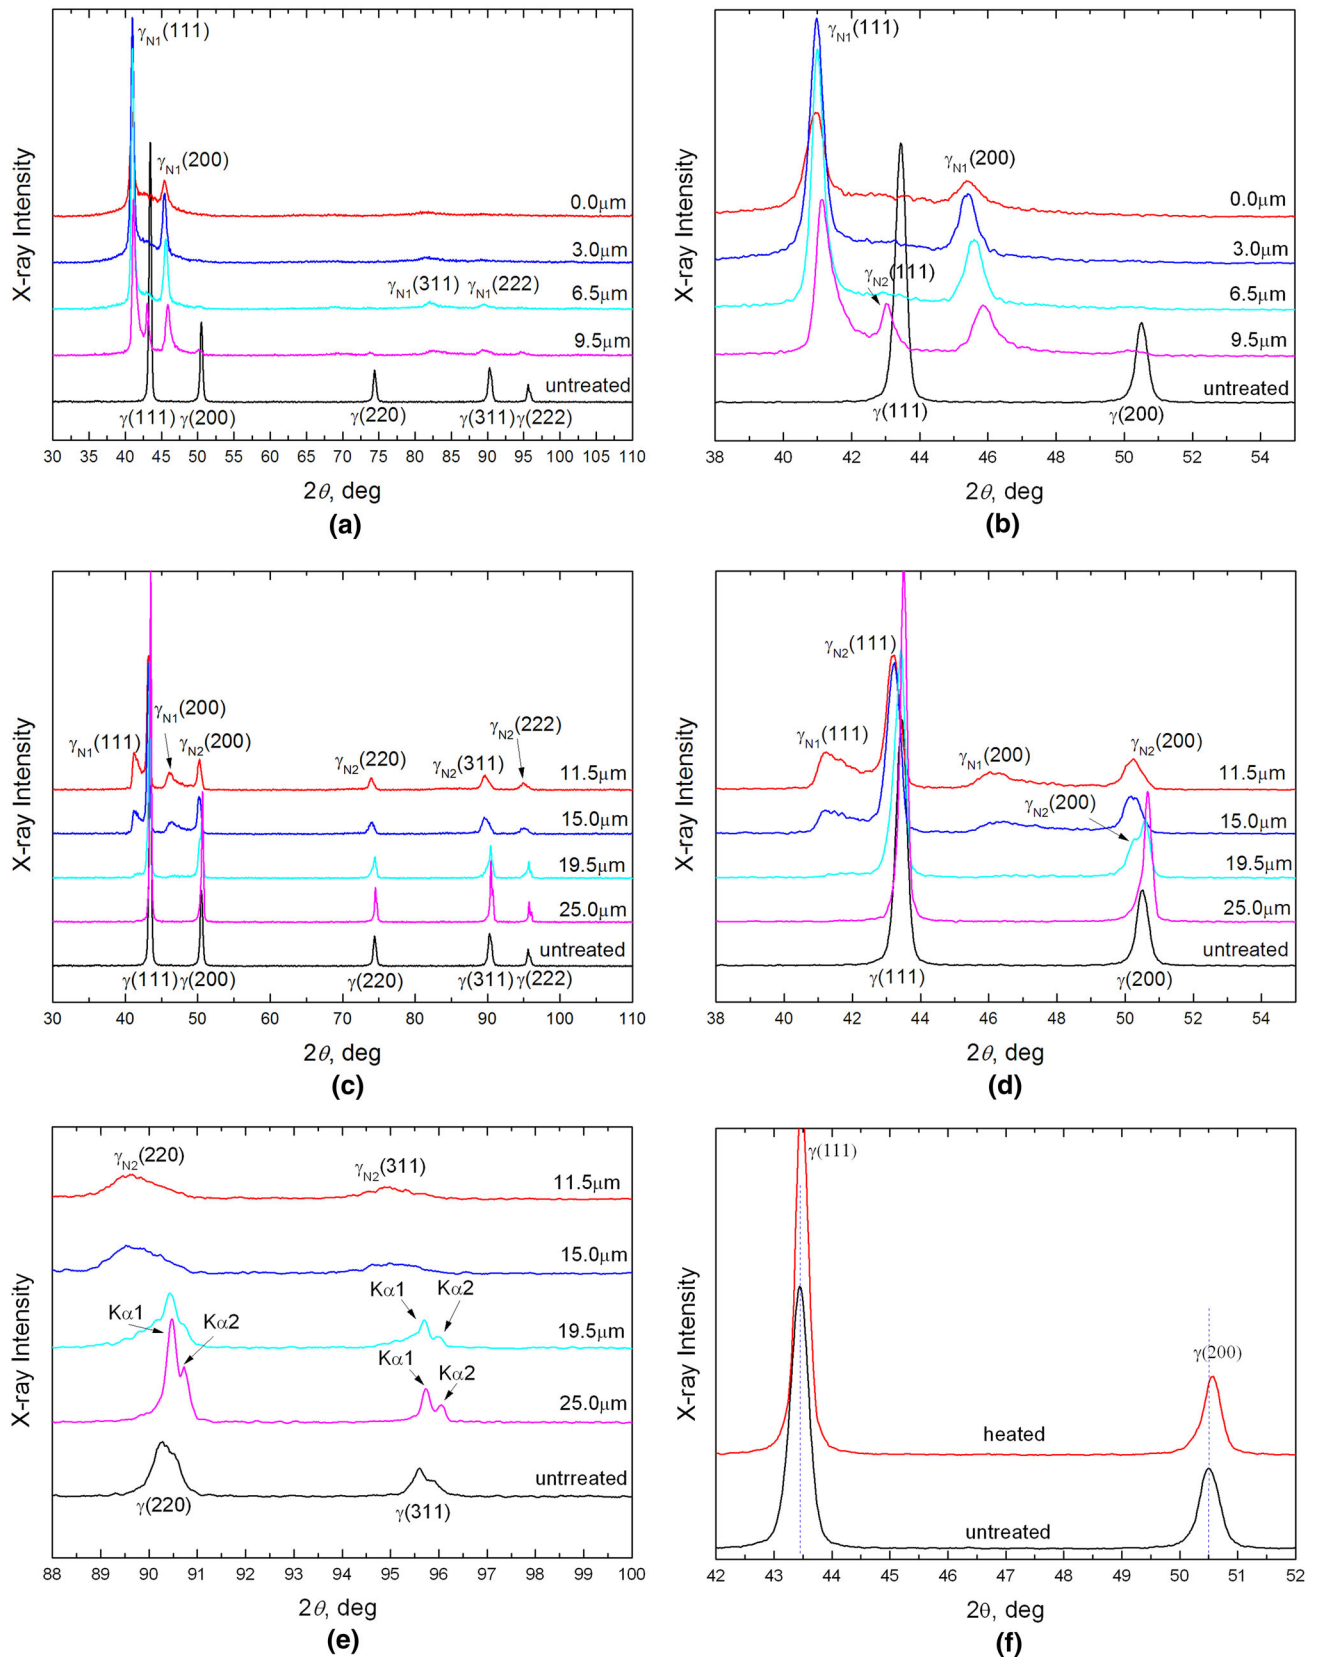 X-ray Intensity
γN1(111)
γN1(200)
0.0μm
3.0μm
γN1(311) γN1(222)
6.5μm
9.5μm
untreated
γ(111) γ(200) γ(220) γ(311) γ(222)
30 35 40 45 50 55 60 65 70 75 80 85 90 95 100 105 110
2θ, deg
(a)
X-ray Intensity
γN1(111)
γN1(200)
0.0μm
3.0μm
γN2(111)
6.5μm
9.5μm
untreated
γ(111) γ(200)
38 40 42 44 46 48 50 52 54
2θ, deg
(b)
X-ray Intensity
γN1(111)
γN1(200)
γN2(200)
γN2(220)
γN2(311)
γN2(222)
11.5μm
15.0μm
19.5μm
25.0μm
untreated
γ(111) γ(200) γ(220) γ(311) γ(222)
30 40 50 60 70 80 90 100 110
2θ, deg
(c)
X-ray Intensity
γN2(111)
γN1(111)
γN1(200)
γN2(200)
11.5μm
γN2(200)
15.0μm
19.5μm
25.0μm
untreated
γ(111) γ(200)
38 40 42 44 46 48 50 52 54
2θ, deg
(d)
X-ray Intensity
γN2(220)
γN2(311)
11.5μm
15.0μm
Kα1 Kα2
Kα1 Kα2
19.5μm
Kα1 Kα2
25.0μm
untrreated
γ(220) γ(311)
88 89 90 91 92 93 94 95 96 97 98 99 100
2θ, deg
(e)
X-ray Intensity
γ(111)
γ(200)
heated
untreated
42 43 44 45 46 47 48 49 50 51 52
2θ, deg
(f)